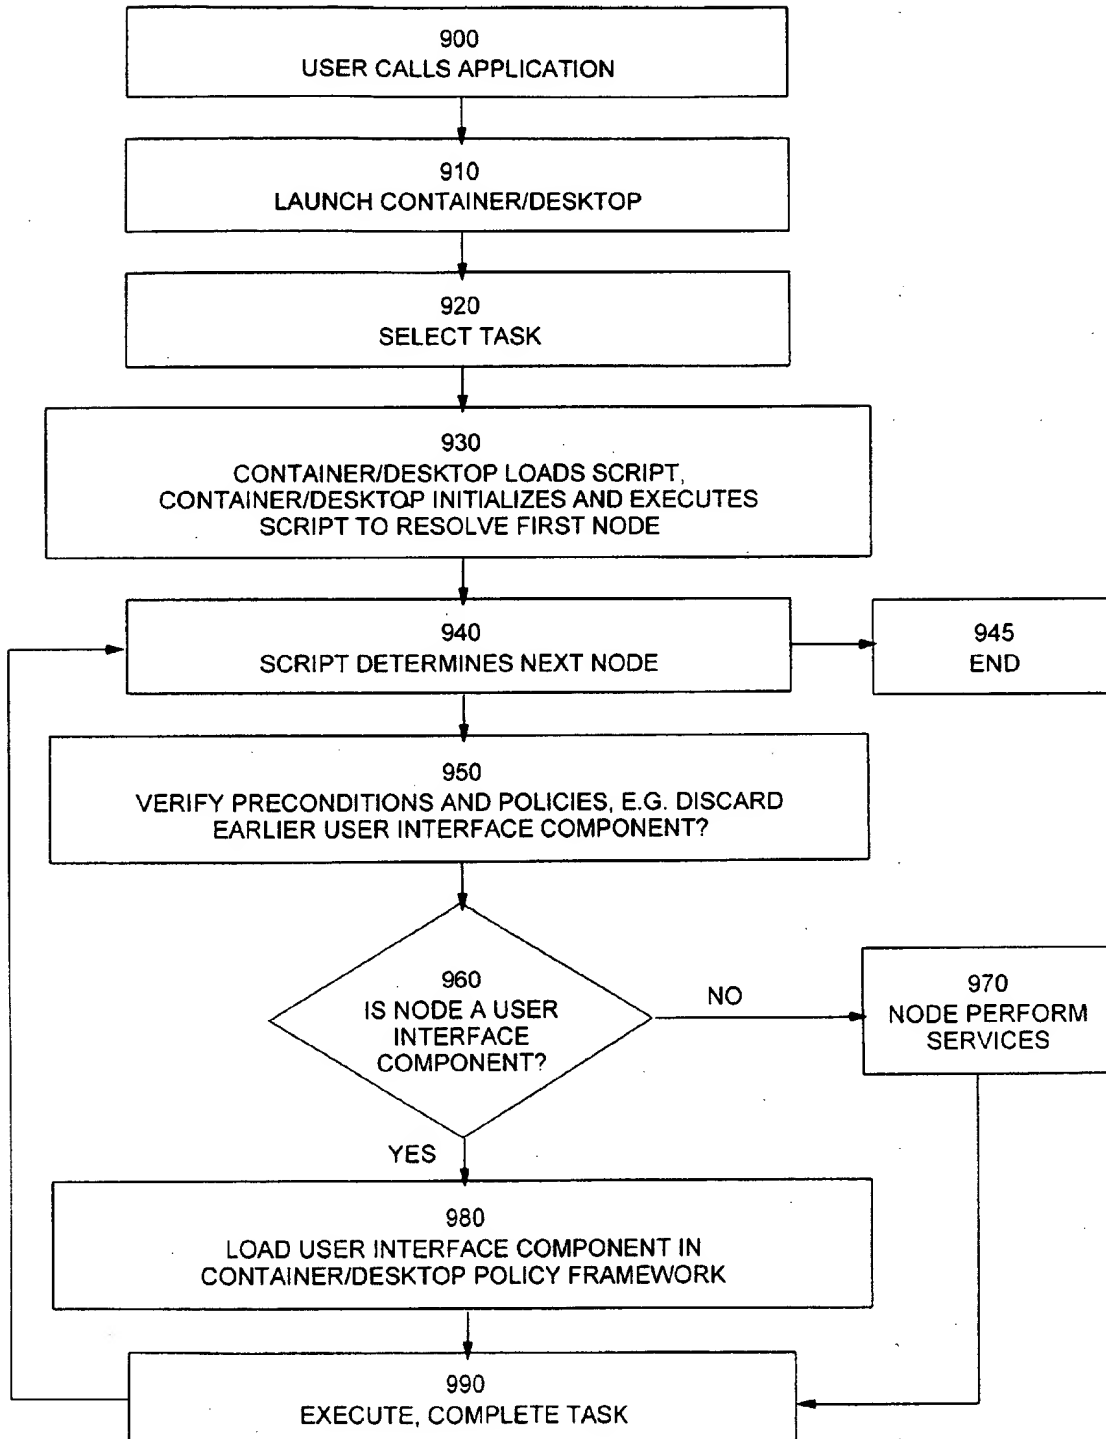 900
USER CALLS APPLICATION
910
LAUNCH CONTAINER/DESKTOP
920
SELECT TASK
930
CONTAINER/DESKTOP LOADS SCRIPT,
CONTAINER/DESKTOP INITIALIZES AND EXECUTES
SCRIPT TO RESOLVE FIRST NODE
940
SCRIPT DETERMINES NEXT NODE
945
END
950
VERIFY PRECONDITIONS AND POLICIES, E.G. DISCARD
EARLIER USER INTERFACE COMPONENT?
960
IS NODE A USER
INTERFACE
COMPONENT?
NO
970
NODE PERFORM
SERVICES
YES
980
LOAD USER INTERFACE COMPONENT IN
CONTAINER/DESKTOP POLICY FRAMEWORK
990
EXECUTE, COMPLETE TASK